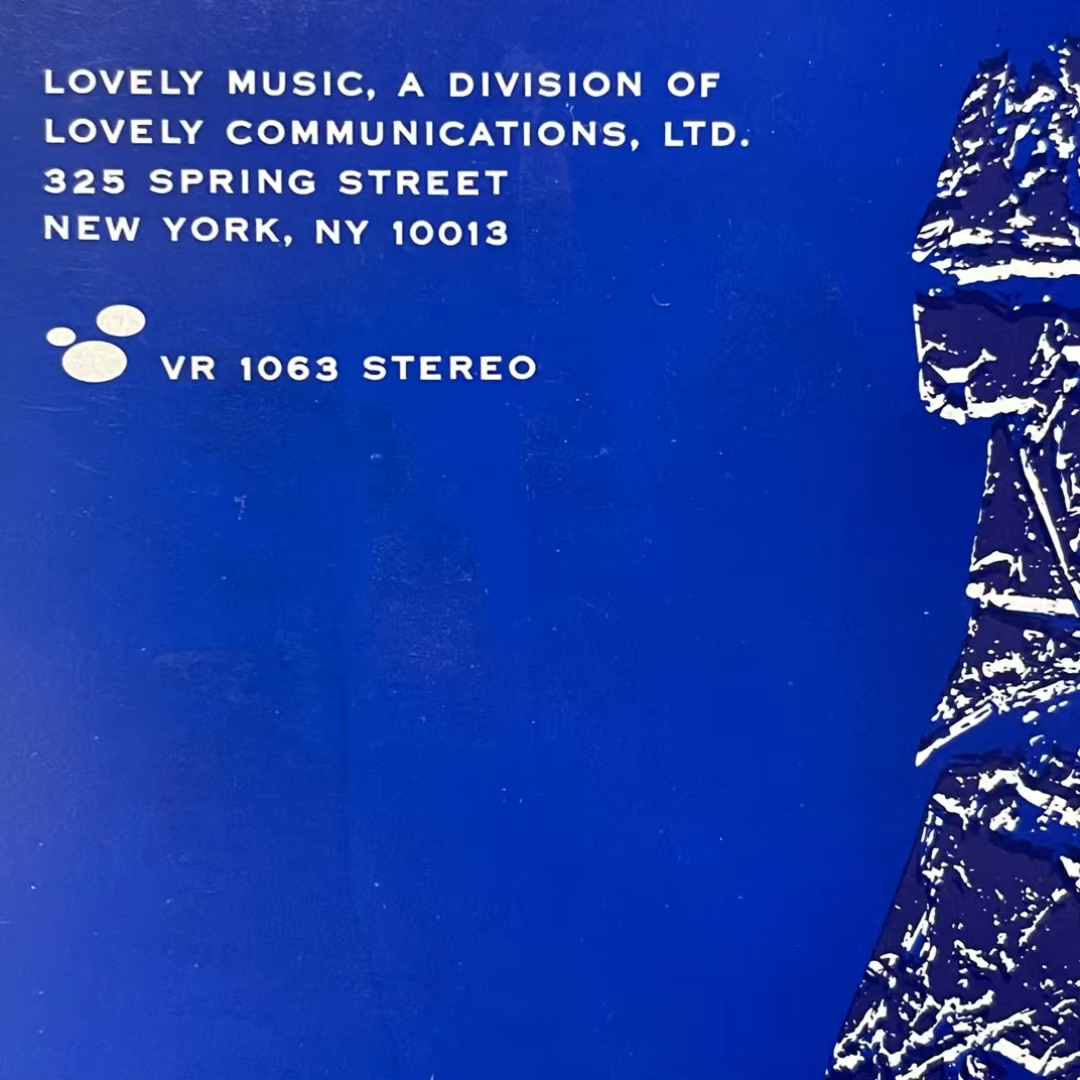 LOVELY MUSIC, A DIVISION OF
LOVELY COMMUNICATIONS, LTD.
325 SPRING STREET
NEW YORK, NY 10013
VR 1063 STEREO